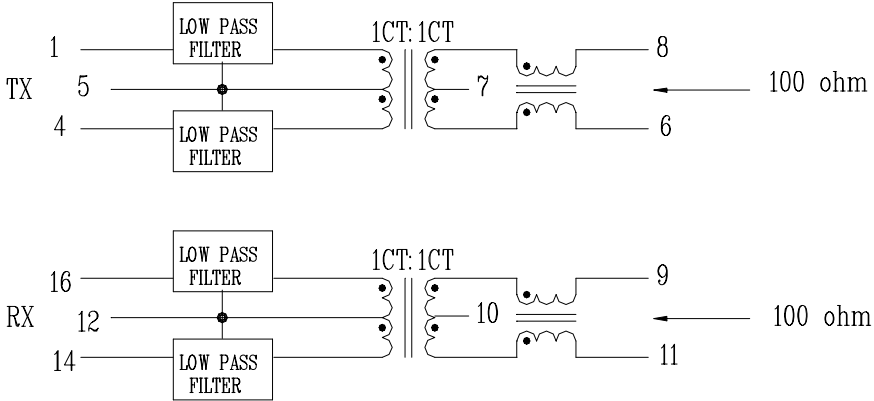 LOW PASS
FILTER
1CT: 1CT
1
8
TX
5
7
100 ohm
4
6
LOW PASS
FILTER
LOW PASS
FILTER
1CT: 1CT
16
9
RX
12
10
100 ohm
14
11
LOW PASS
FILTER